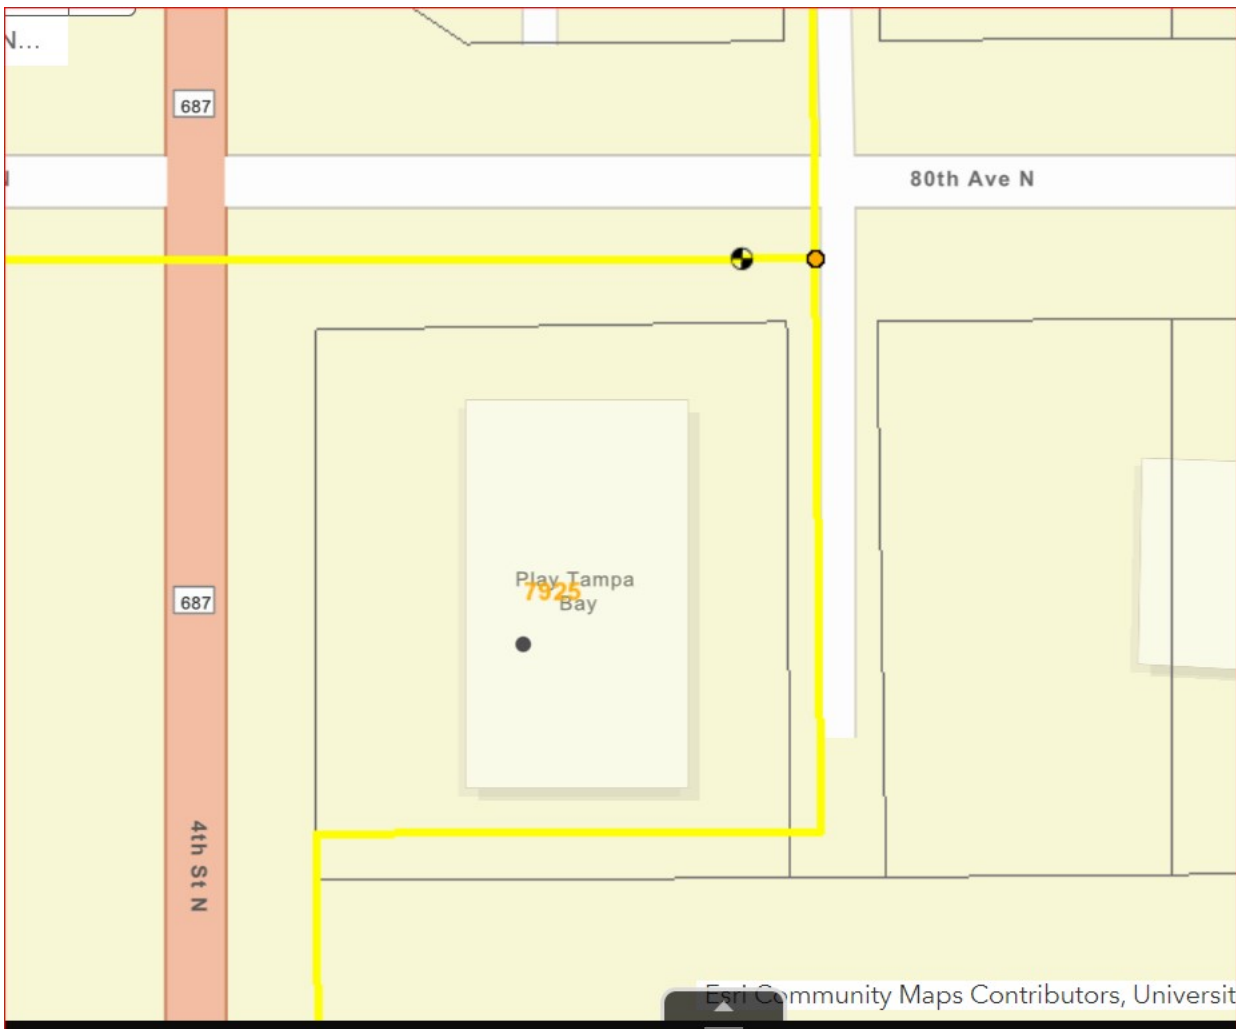 N...
687
80th Ave N
Play Tampa
7925
Bay
687
4th St N
Esri Community Maps Contributors, Universit